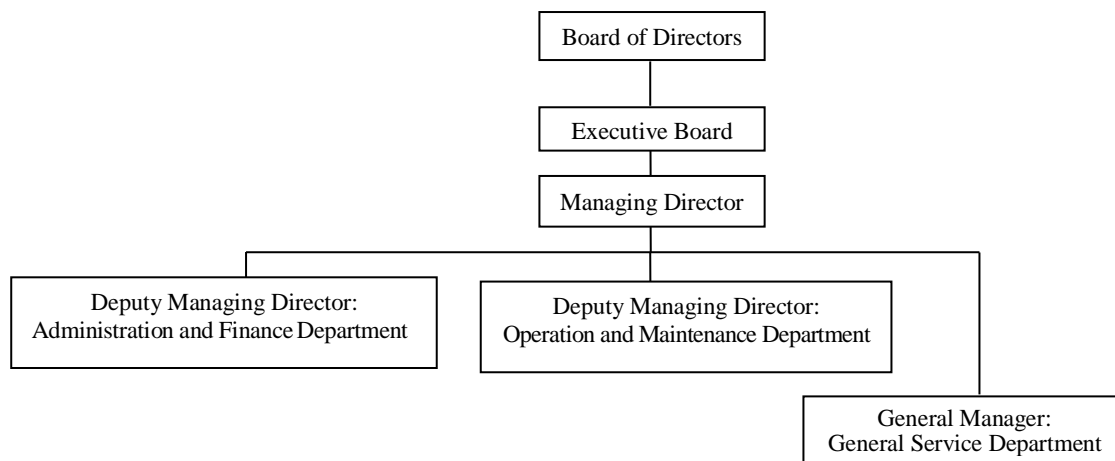 Board of Directors
Executive Board
Managing Director
Deputy Managing Director:
Administration and Finance Department
Deputy Managing Director:
Operation and Maintenance Department
General Manager:
General Service Department